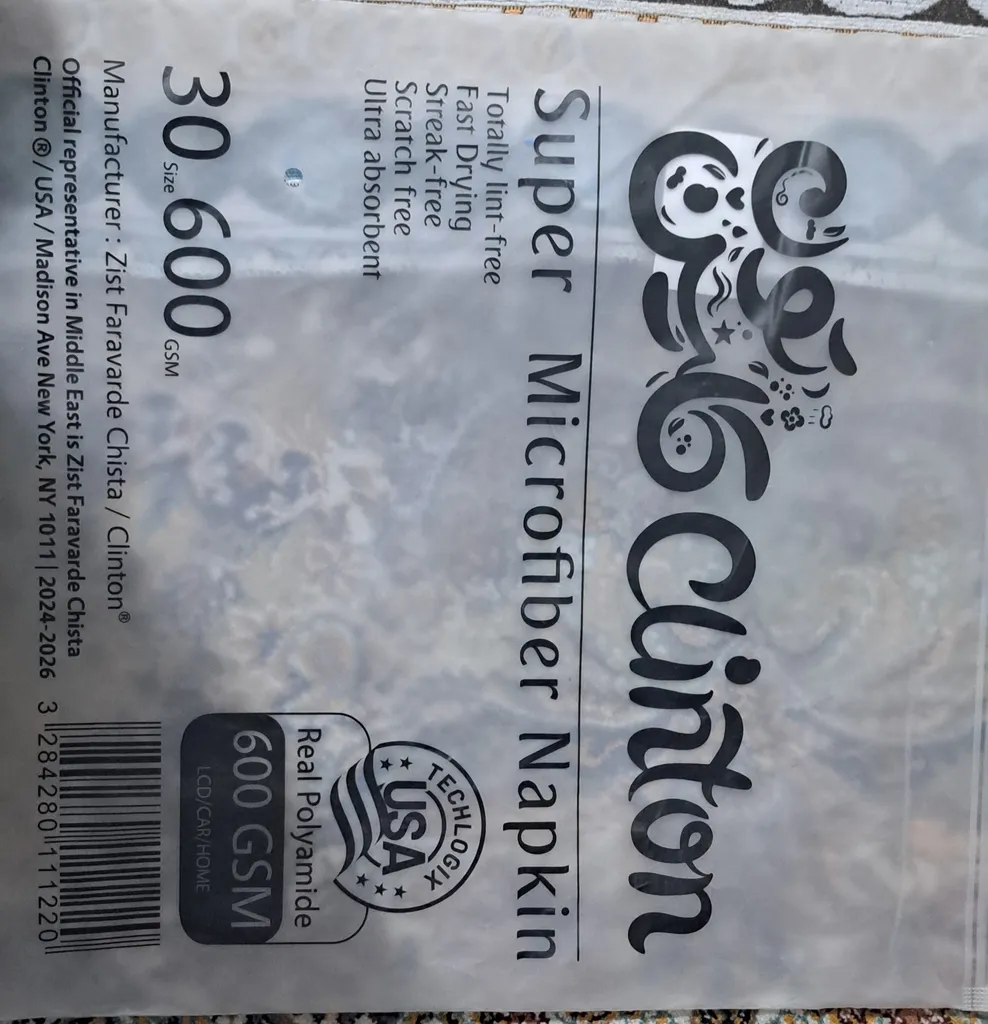 Clinton
Super Microfiber Napkin
Totally lint-free
Fast Drying
Streak-free
Scratch free
Ultra absorbent
TECHLOGIX
USA
Real Polyamide
600 GSM
LCD/CAR/HOME
30 Size 600 GSM
Manufacturer : Zist Faravarde Chista / Clinton®
Official representative in Middle East is Zist Faravarde Chista
Clinton ® / USA / Madison Ave New York, NY 1011 | 2024-2026
3 284280 111220